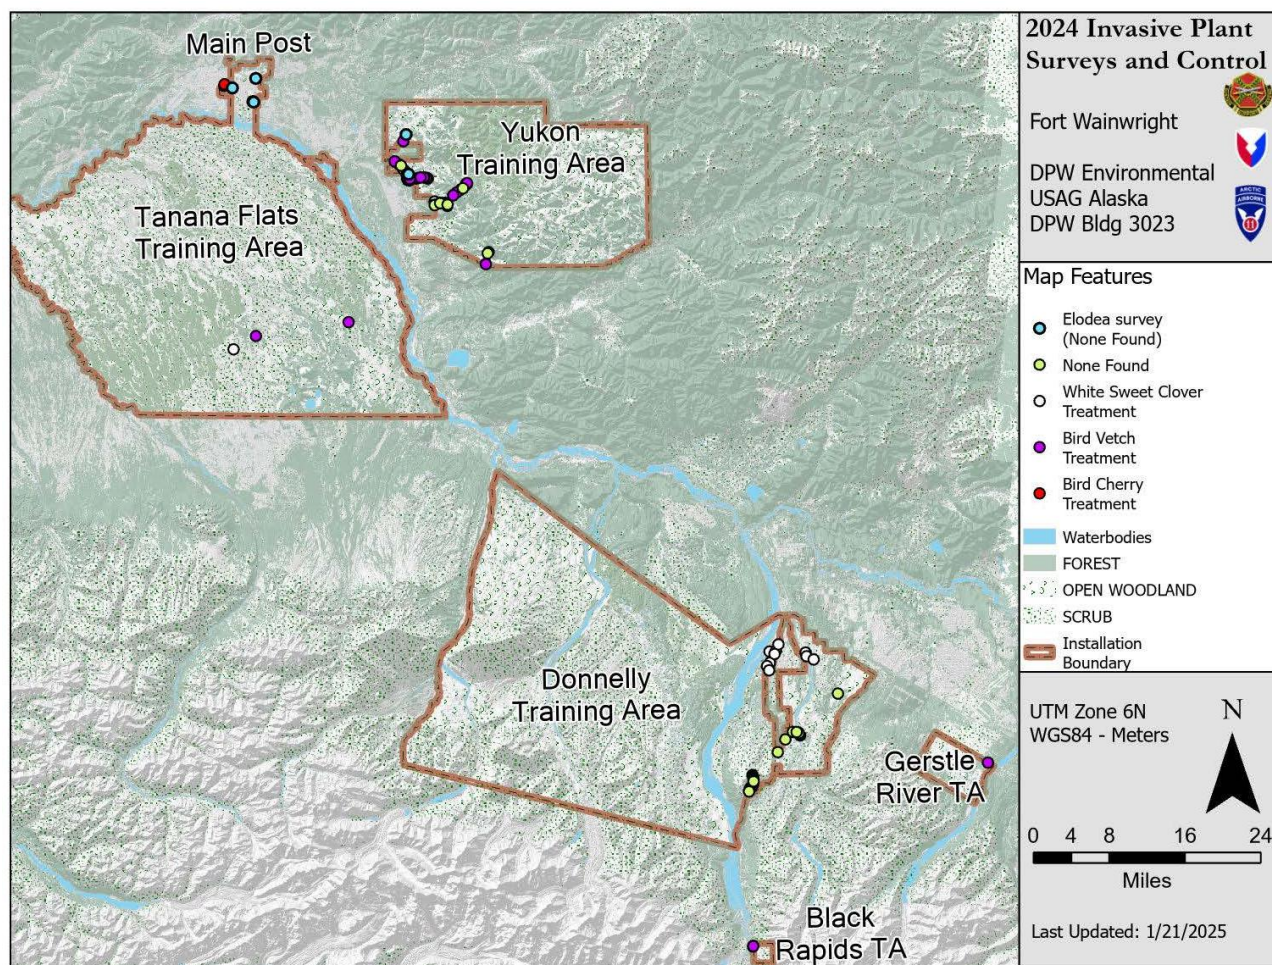 Main Post
Yukon
Training Area
Tanana Flats
Training Area
Donnelly
Training Area
Gerstle
River TA
Black
Rapids TA
2024 Invasive Plant
Surveys and Control
Fort Wainwright
DPW Environmental
USAG Alaska
DPW Bldg 3023
ARCTIC
AIRBORNE
11
Map Features
Elodea survey
(None Found)
None Found
White Sweet Clover
Treatment
Bird Vetch
Treatment
Bird Cherry
Treatment
Waterbodies
FOREST
OPEN WOODLAND
SCRUB
Installation
Boundary
UTM Zone 6N
WGS84 - Meters
N
0 4 8 16 24
Miles
Last Updated: 1/21/2025